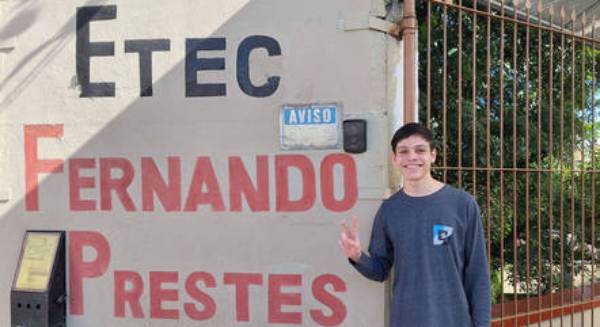 ETEC
AVISO
FERNANDO
PRESTES